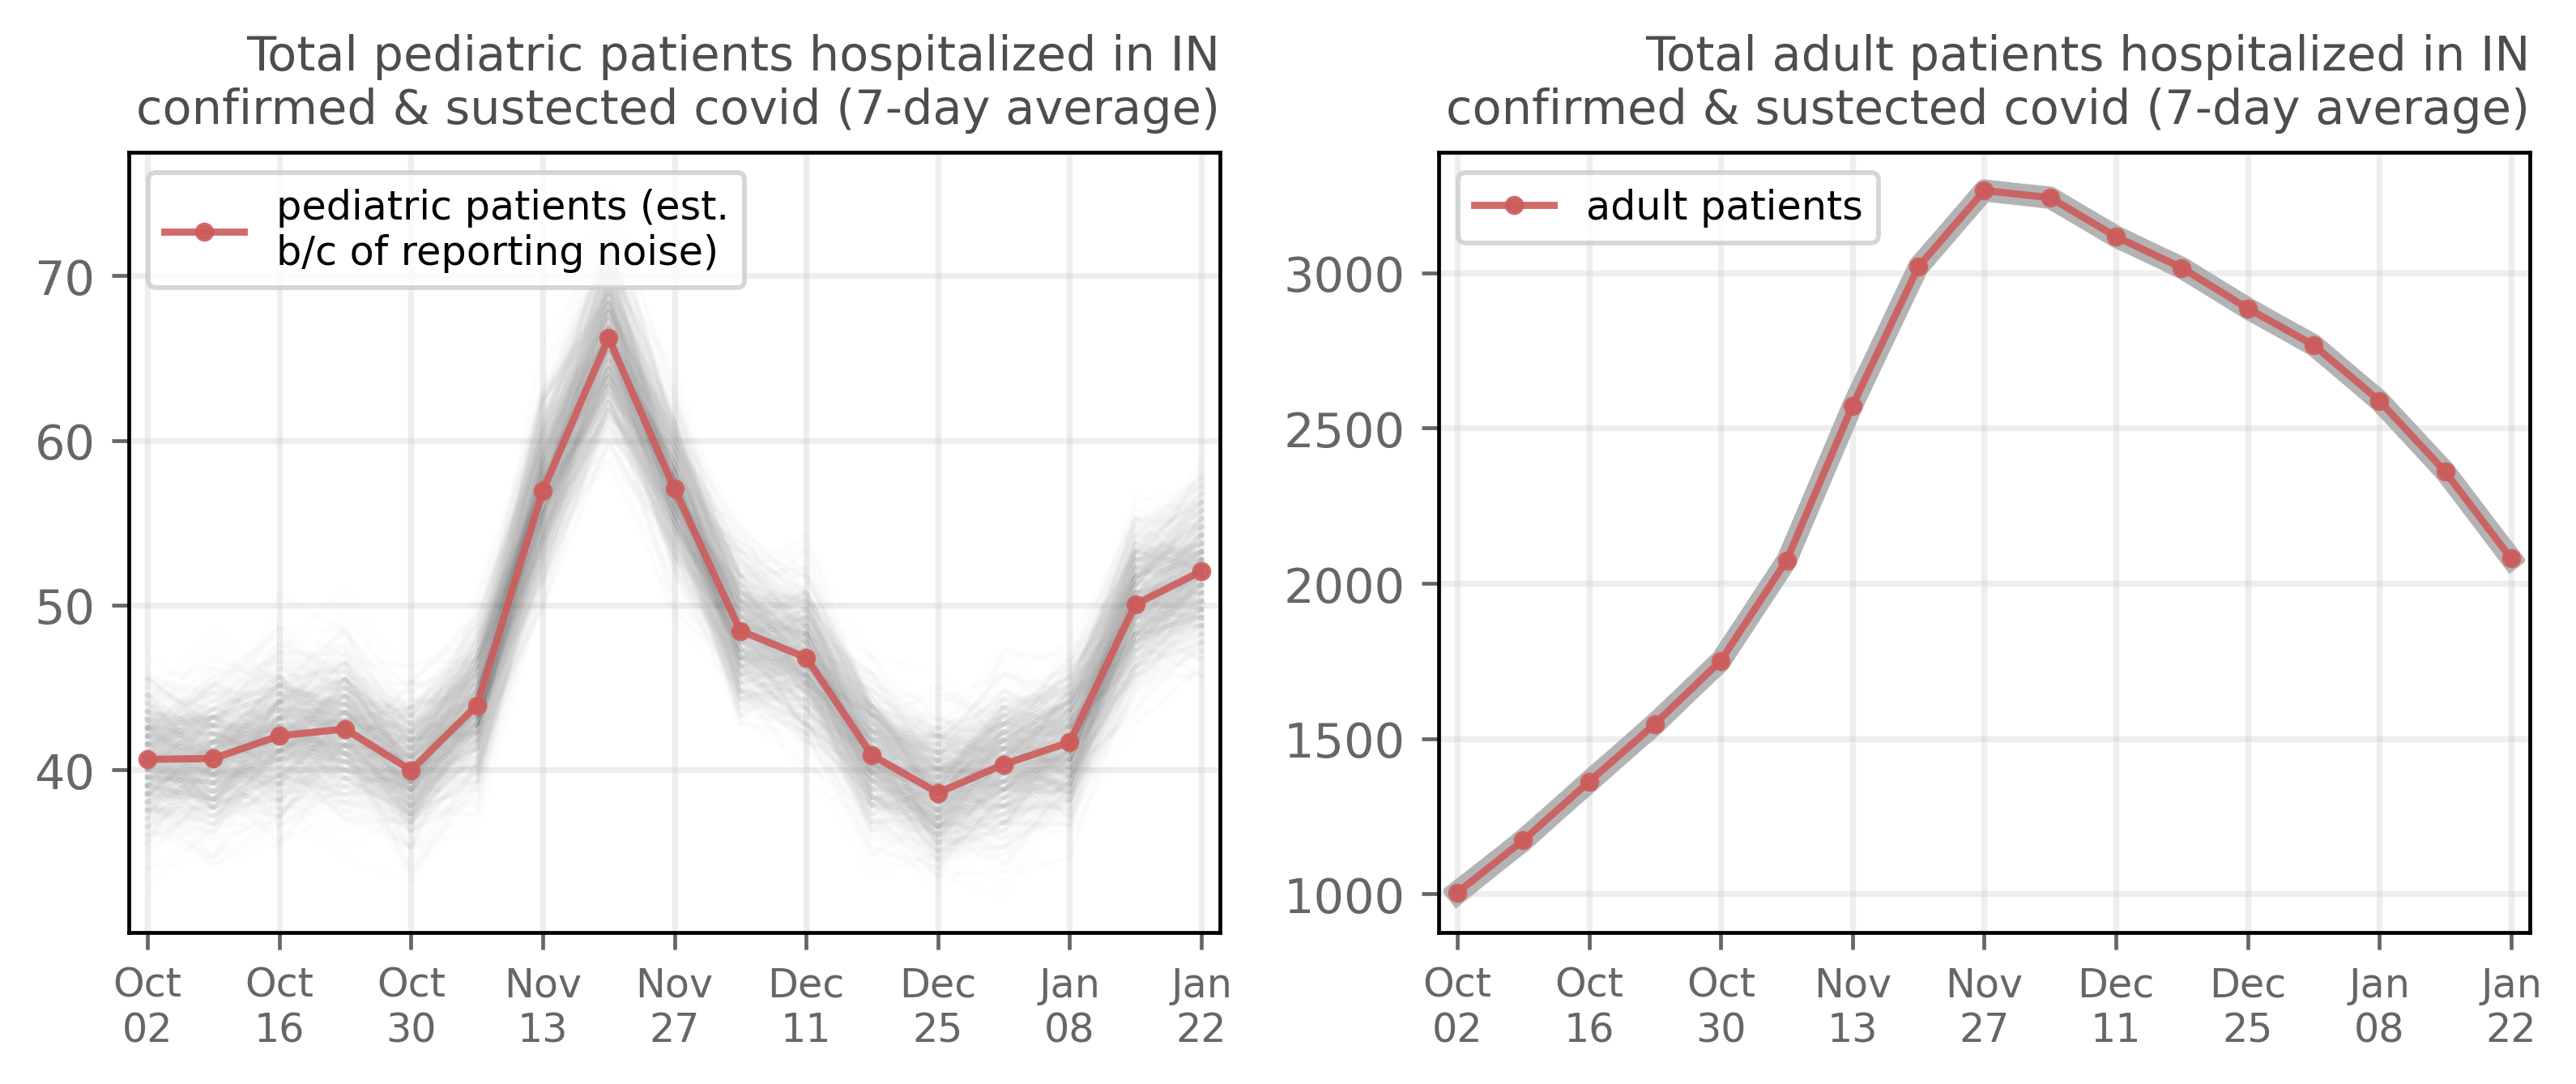 Total pediatric patients hospitalized in IN
confirmed & sustected covid (7-day average)
pediatric patients (est.
b/c of reporting noise)
70
60
50
40
Oct Oct Oct Nov Nov Dec Dec Jan Jan
02 16 30 13 27 11 25 08 22
Total adult patients hospitalized in IN
confirmed & sustected covid (7-day average)
adult patients
3000
2500
2000
1500
1000
Oct Oct Oct Nov Nov Dec Dec Jan Jan
02 16 30 13 27 11 25 08 22